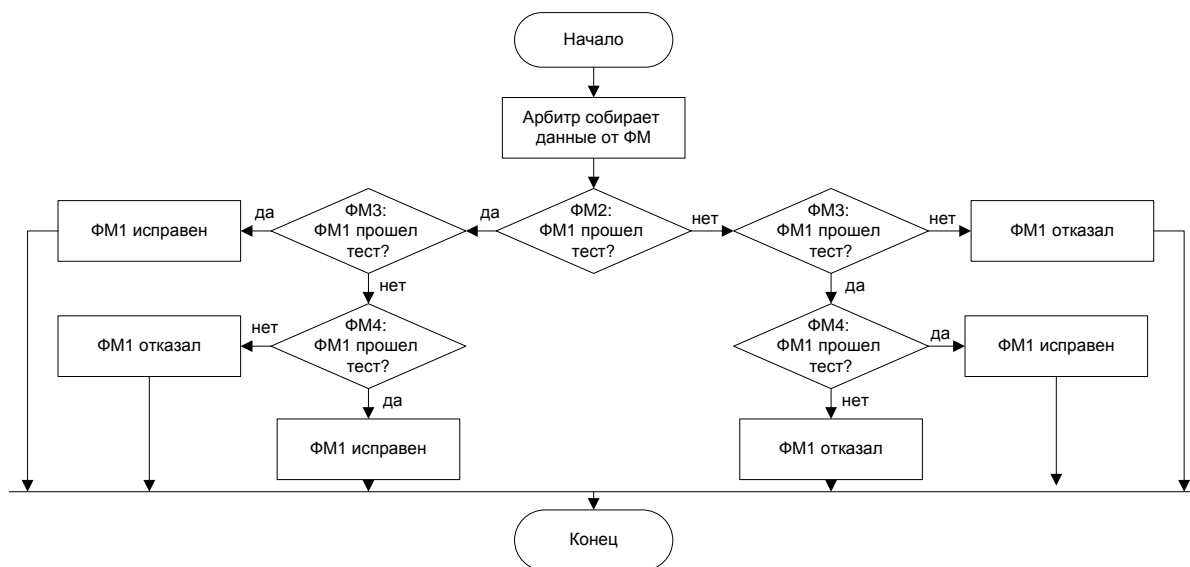 Начало
Арбитр собирает
данные от ФМ
ФМ1 исправен
да
ФМ3:
ФМ1 прошел
тест?
да
ФМ2:
ФМ1 прошел
тест?
нет
ФМ3:
ФМ1 прошел
тест?
нет
ФМ1 отказал
нет
да
ФМ1 отказал
нет
ФМ4:
ФМ1 прошел
тест?
ФМ4:
ФМ1 прошел
тест?
да
ФМ1 исправен
да
нет
ФМ1 исправен
ФМ1 отказал
Конец